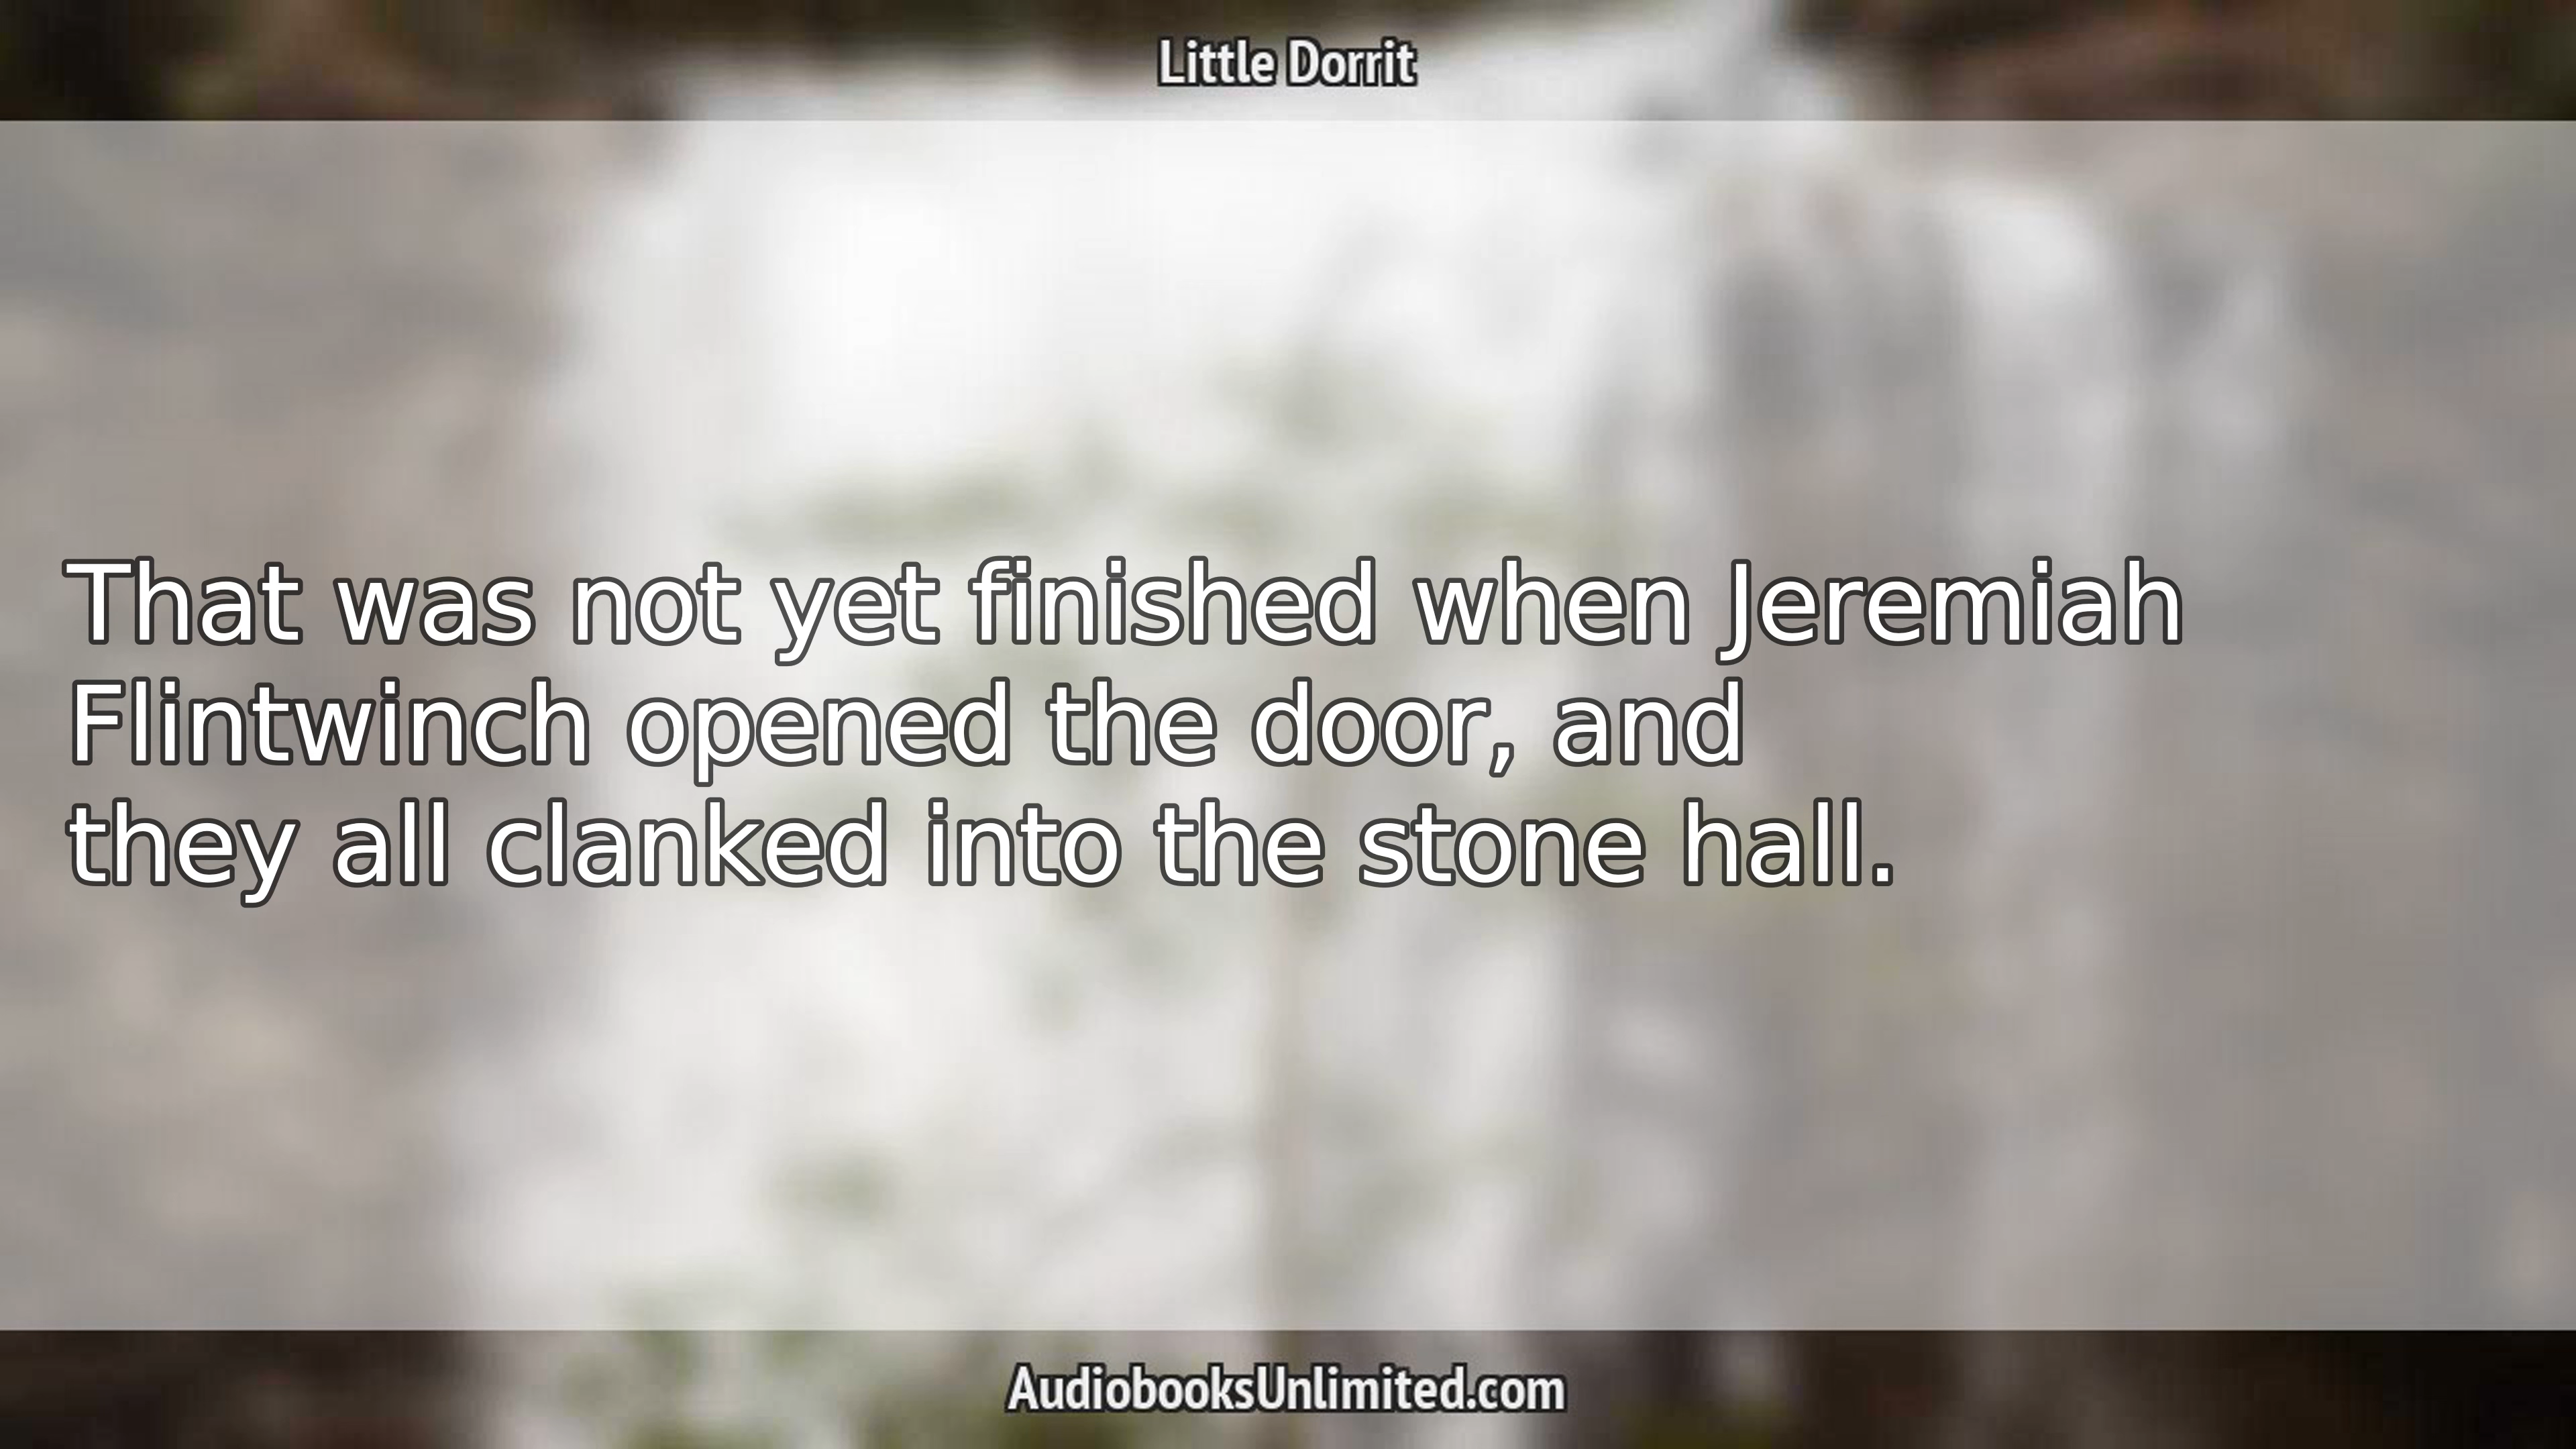 Little Dorrit
That was not yet finished when Jeremiah
Flintwinch opened the door, and
they all clanked into the stone hall.
AudiobooksUnlimited.com